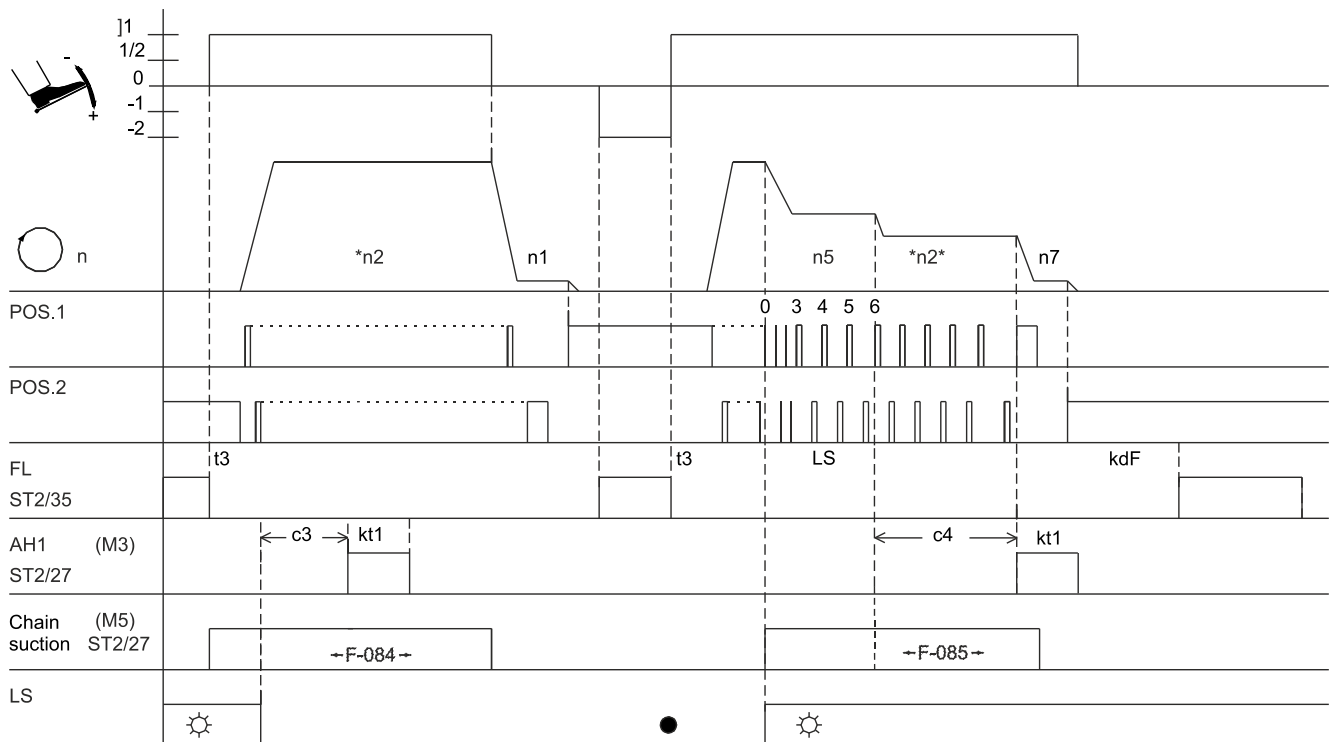 ]1
1/2
0
-1
-2
-
+
n
*n2
n1
n5
*n2*
n7
POS.1
0 3 4 5 6
POS.2
FL
ST2/35
t3
t3
LS
kdF
AH1 (M3)
ST2/27
c3
kt1
c4
kt1
Chain (M5)
suction ST2/27
F-084
F-085
LS